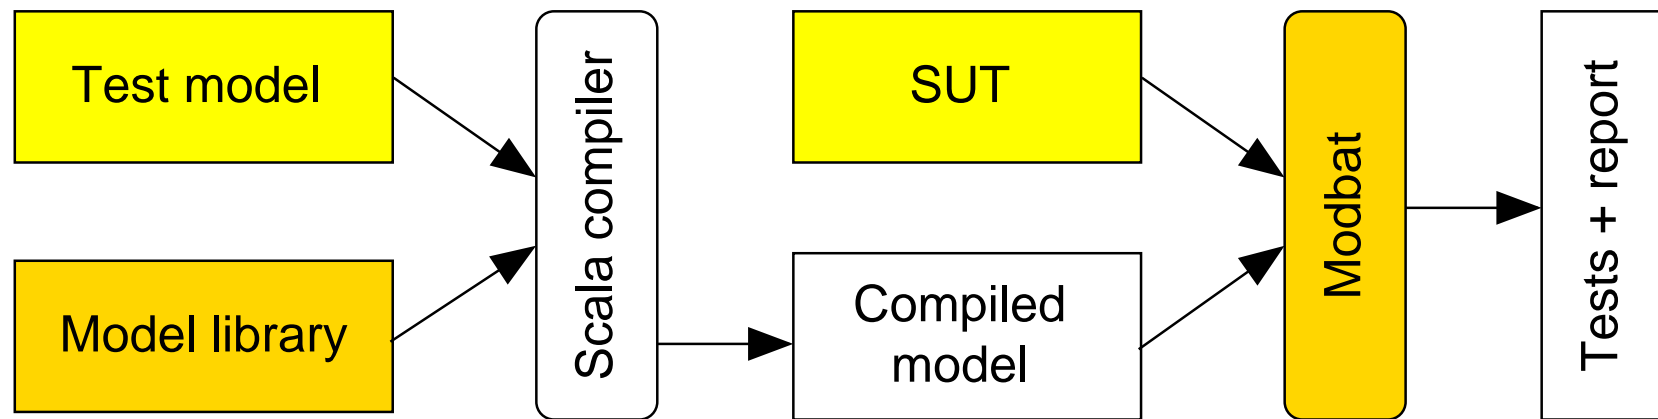 Test model
Model library
Scala compiler
SUT
Compiled
model
Modbat
Tests + report